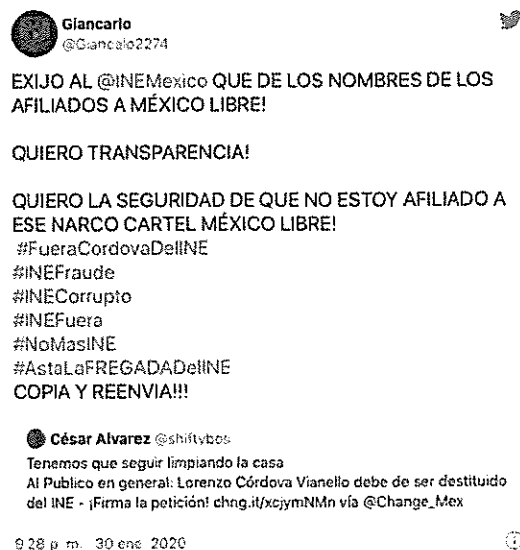 Giancarlo
@Giancalo2274
EXIJO AL @INEMexico QUE DE LOS NOMBRES DE LOS
AFILIADOS A MÉXICO LIBRE!
QUIERO TRANSPARENCIA!
QUIERO LA SEGURIDAD DE QUE NO ESTOY AFILIADO A
ESE NARCO CARTEL MÉXICO LIBRE!
#FueraCordovaDelINE
#INEFraude
#INECorrupto
#INEFuera
#NoMasINE
#AstaLaFREGADADelINE
COPIA Y REENVIA!!!
César Alvarez @shiftybos
Tenemos que seguir limpiando la casa
Al Publico en general: Lorenzo Córdova Vianello debe de ser destituido
del INE - ¡Firma la petición! chng.it/xcjymNMn vía @Change_Mex
9:28 p. m. 30 ene. 2020